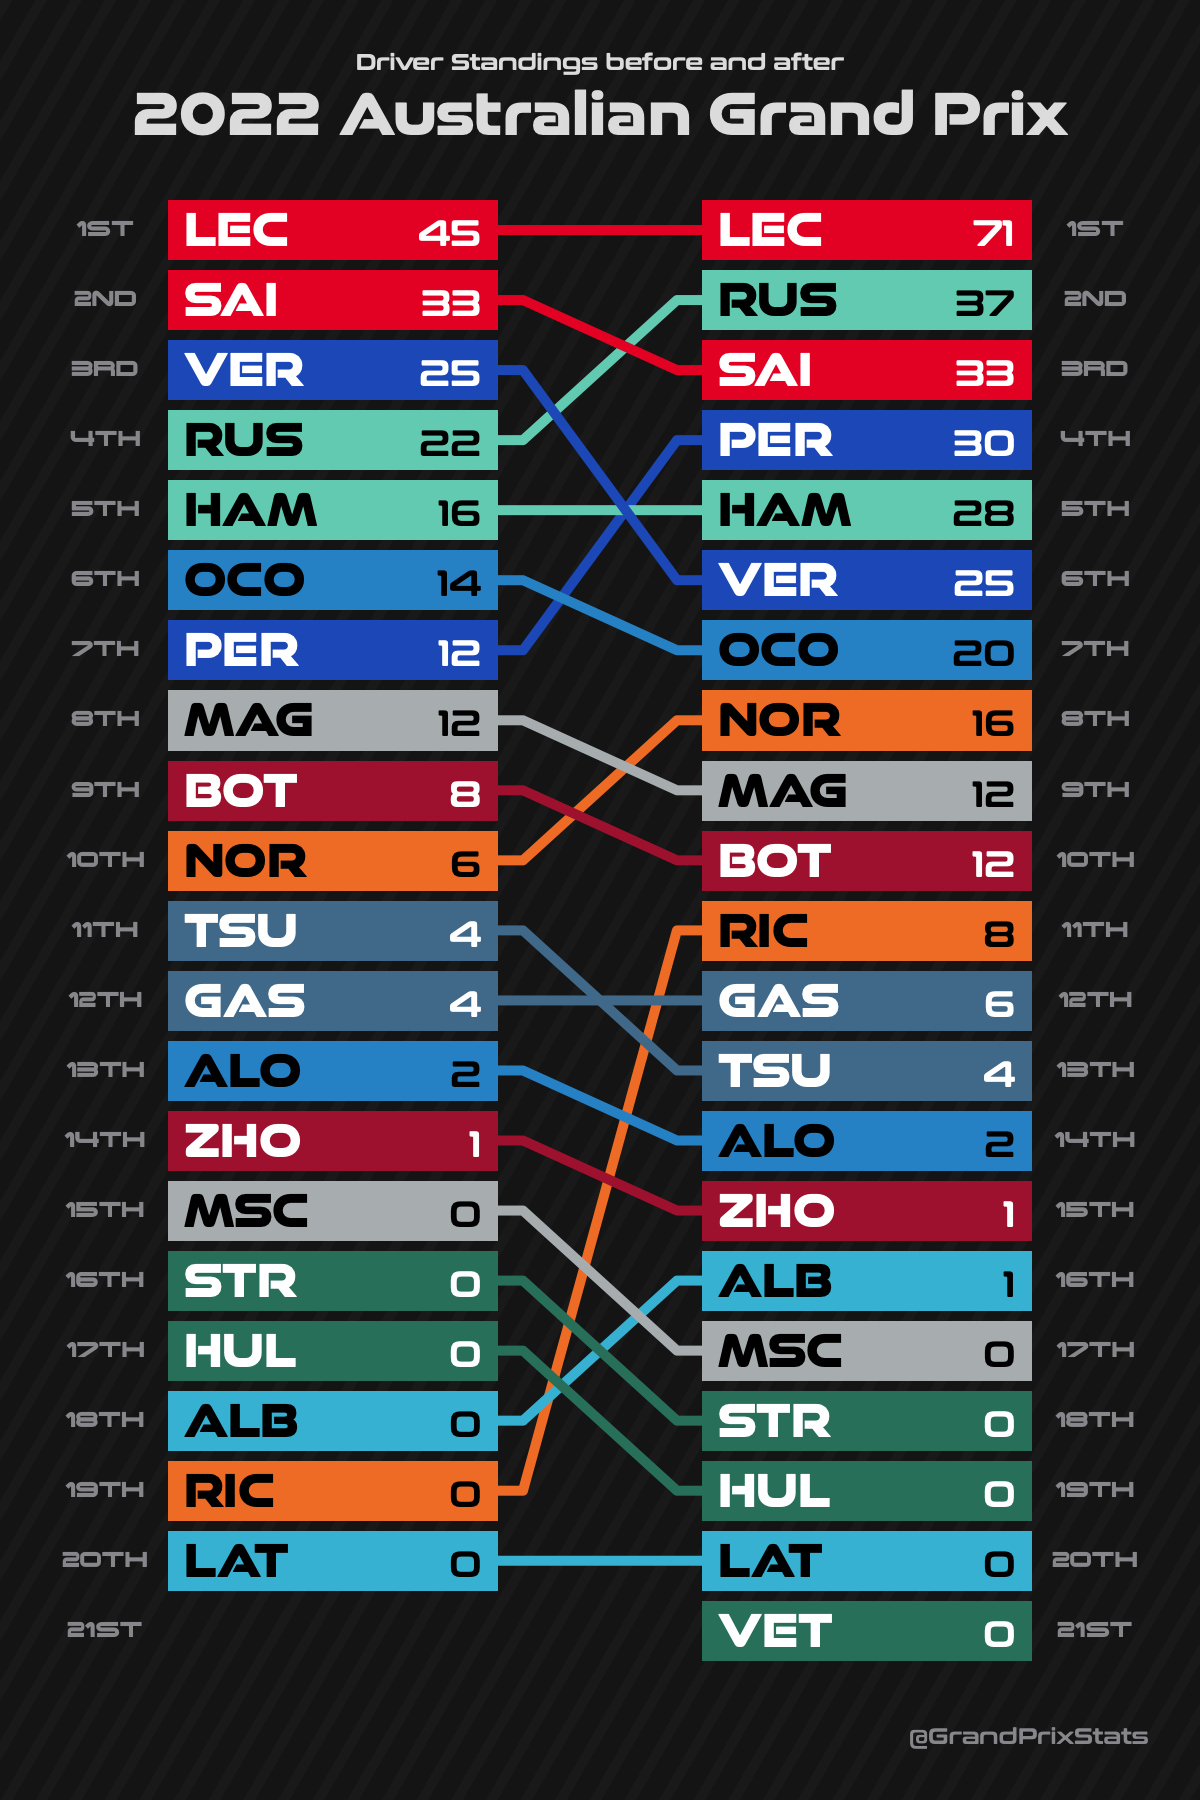 Driver Standings before and after
2022 Australian Grand Prix
1ST LEC 45 LEC 71 1ST
2ND SAI 33 RUS 37 2ND
3RD VER 25 SAI 33 3RD
4TH RUS 22 PER 30 4TH
5TH HAM 16 HAM 28 5TH
6TH OCO 14 VER 25 6TH
7TH PER 12 OCO 20 7TH
8TH MAG 12 NOR 16 8TH
9TH BOT 8 MAG 12 9TH
10TH NOR 6 BOT 12 10TH
11TH TSU 4 RIC 8 11TH
12TH GAS 4 GAS 6 12TH
13TH ALO 2 TSU 4 13TH
14TH ZHO 1 ALO 2 14TH
15TH MSC 0 ZHO 1 15TH
16TH STR 0 ALB 1 16TH
17TH HUL 0 MSC 0 17TH
18TH ALB 0 STR 0 18TH
19TH RIC 0 HUL 0 19TH
20TH LAT 0 LAT 0 20TH
21ST VET 0 21ST
@GrandPrixStats